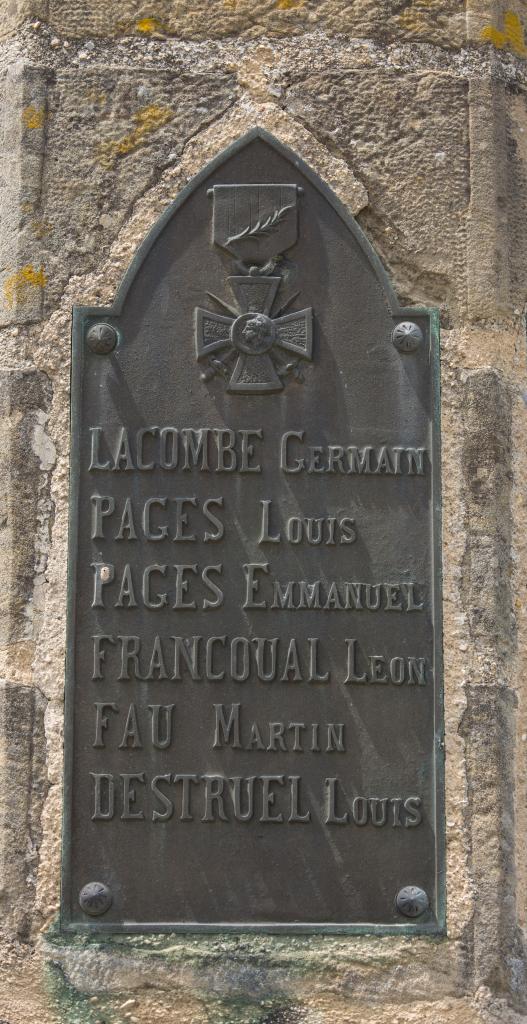 LACOMBE GERMAIN
PAGES LOUIS
PAGES EMMANUEL
FRANCOUAL LEON
FAU MARTIN
DESTRUEL LOUIS